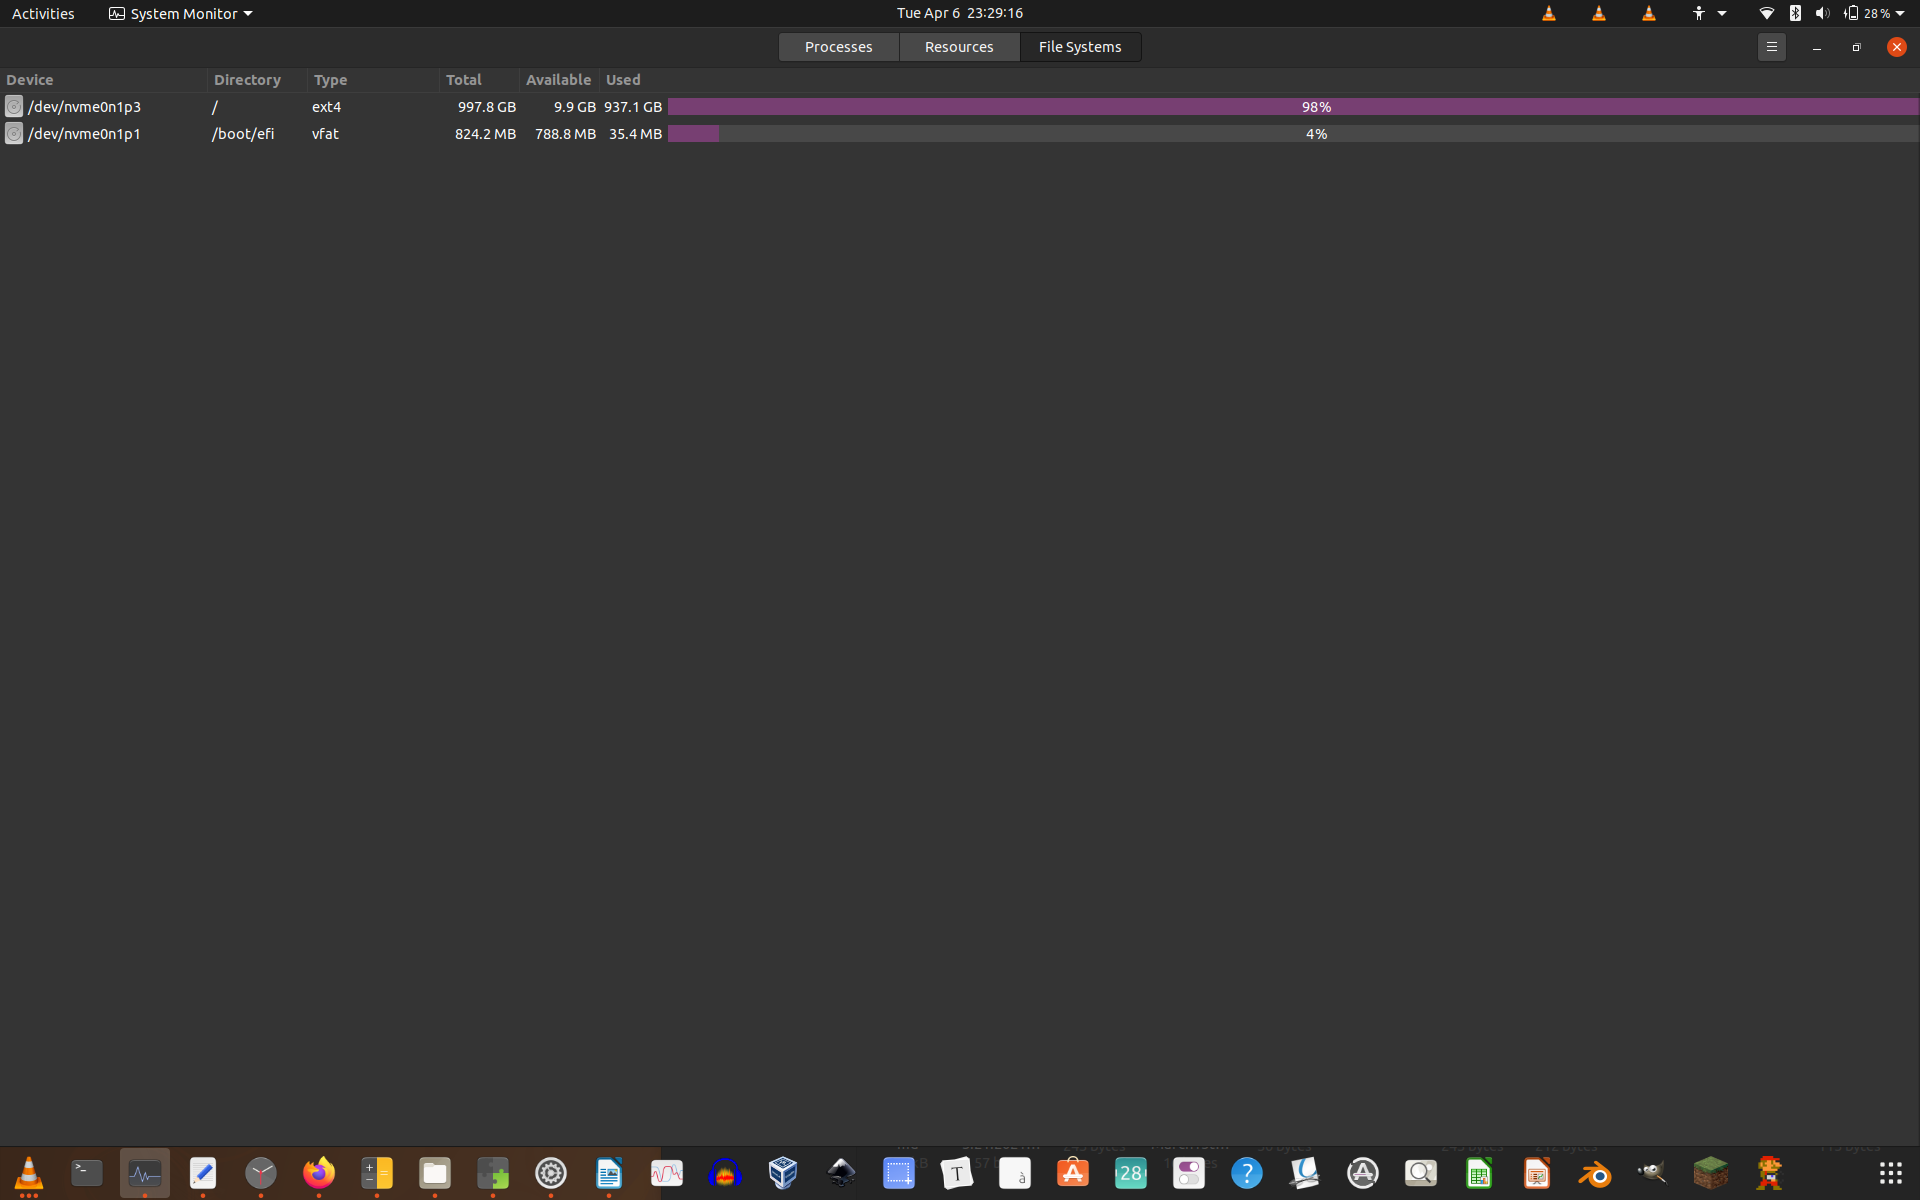 Activities System Monitor Tue Apr 6 23:29:16 28 %
Processes Resources File Systems
Device Directory Type Total Available Used
/dev/nvme0n1p3 / ext4 997.8 GB 9.9 GB 937.1 GB 98%
/dev/nvme0n1p1 /boot/efi vfat 824.2 MB 788.8 MB 35.4 MB 4%
>_ T à A 28 ? A